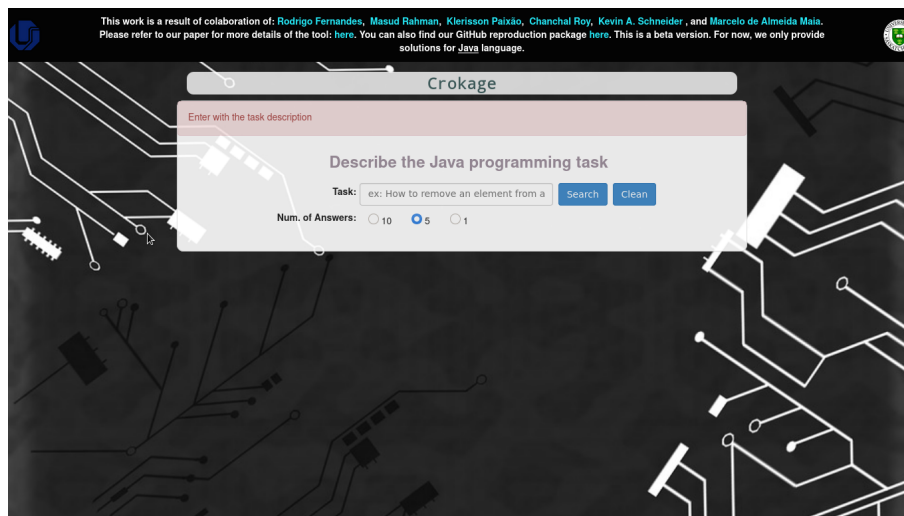 This work is a result of colaboration of: Rodrigo Fernandes, Masud Rahman, Klerisson Paixão, Chanchal Roy, Kevin A. Schneider , and Marcelo de Almeida Maia.
Please refer to our paper for more details of the tool: here. You can also find our GitHub reproduction package here. This is a beta version. For now, we only provide
solutions for Java language.
Crokage
Enter with the task description
Describe the Java programming task
Task: ex: How to remove an element from a Search Clean
Num. of Answers: 10 5 1